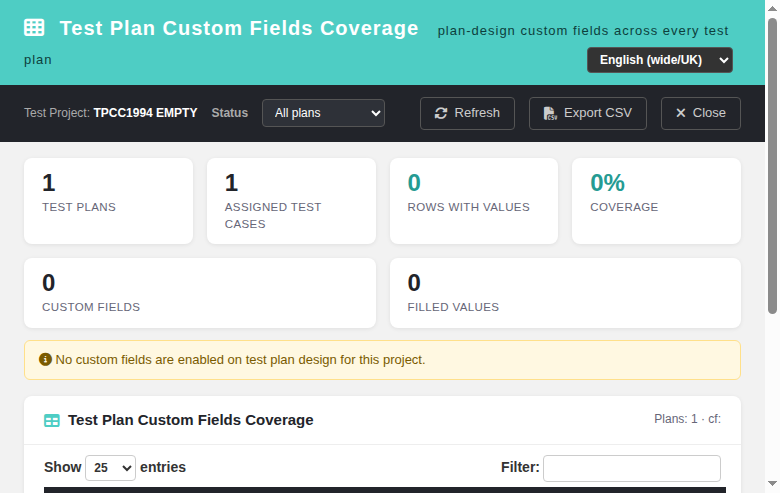 Test Plan Custom Fields Coverage plan-design custom fields across every test
plan
English (wide/UK)
Test Project: TPCC1994 EMPTY Status All plans Refresh Export CSV Close
1
TEST PLANS
1
ASSIGNED TEST
CASES
0
ROWS WITH VALUES
0%
COVERAGE
0
CUSTOM FIELDS
0
FILLED VALUES
No custom fields are enabled on test plan design for this project.
Test Plan Custom Fields Coverage Plans: 1 · cf:
Show 25 entries Filter: